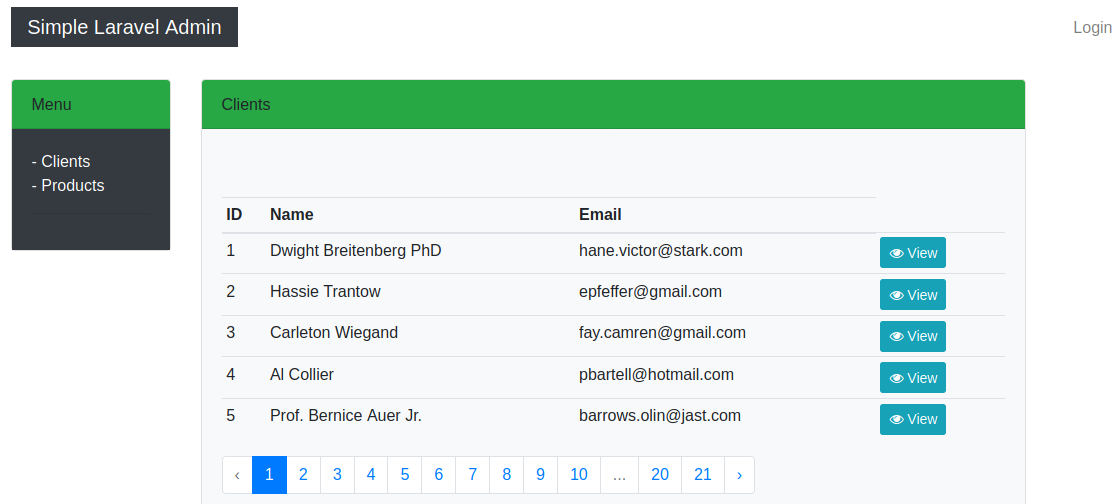 Simple Laravel Admin
Login
Menu
- Clients
- Products
Clients
ID Name Email
1 Dwight Breitenberg PhD hane.victor@stark.com View
2 Hassie Trantow epfeffer@gmail.com View
3 Carleton Wiegand fay.camren@gmail.com View
4 Al Collier pbartell@hotmail.com View
5 Prof. Bernice Auer Jr. barrows.olin@jast.com View
‹ 1 2 3 4 5 6 7 8 9 10 ... 20 21 ›